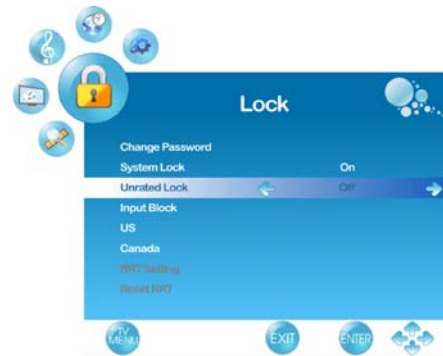 Lock
Change Password
System Lock On
Unrated Lock Off
Input Block
US
Canada
RRT Setting
Reset RRT
TV MENU EXIT ENTER